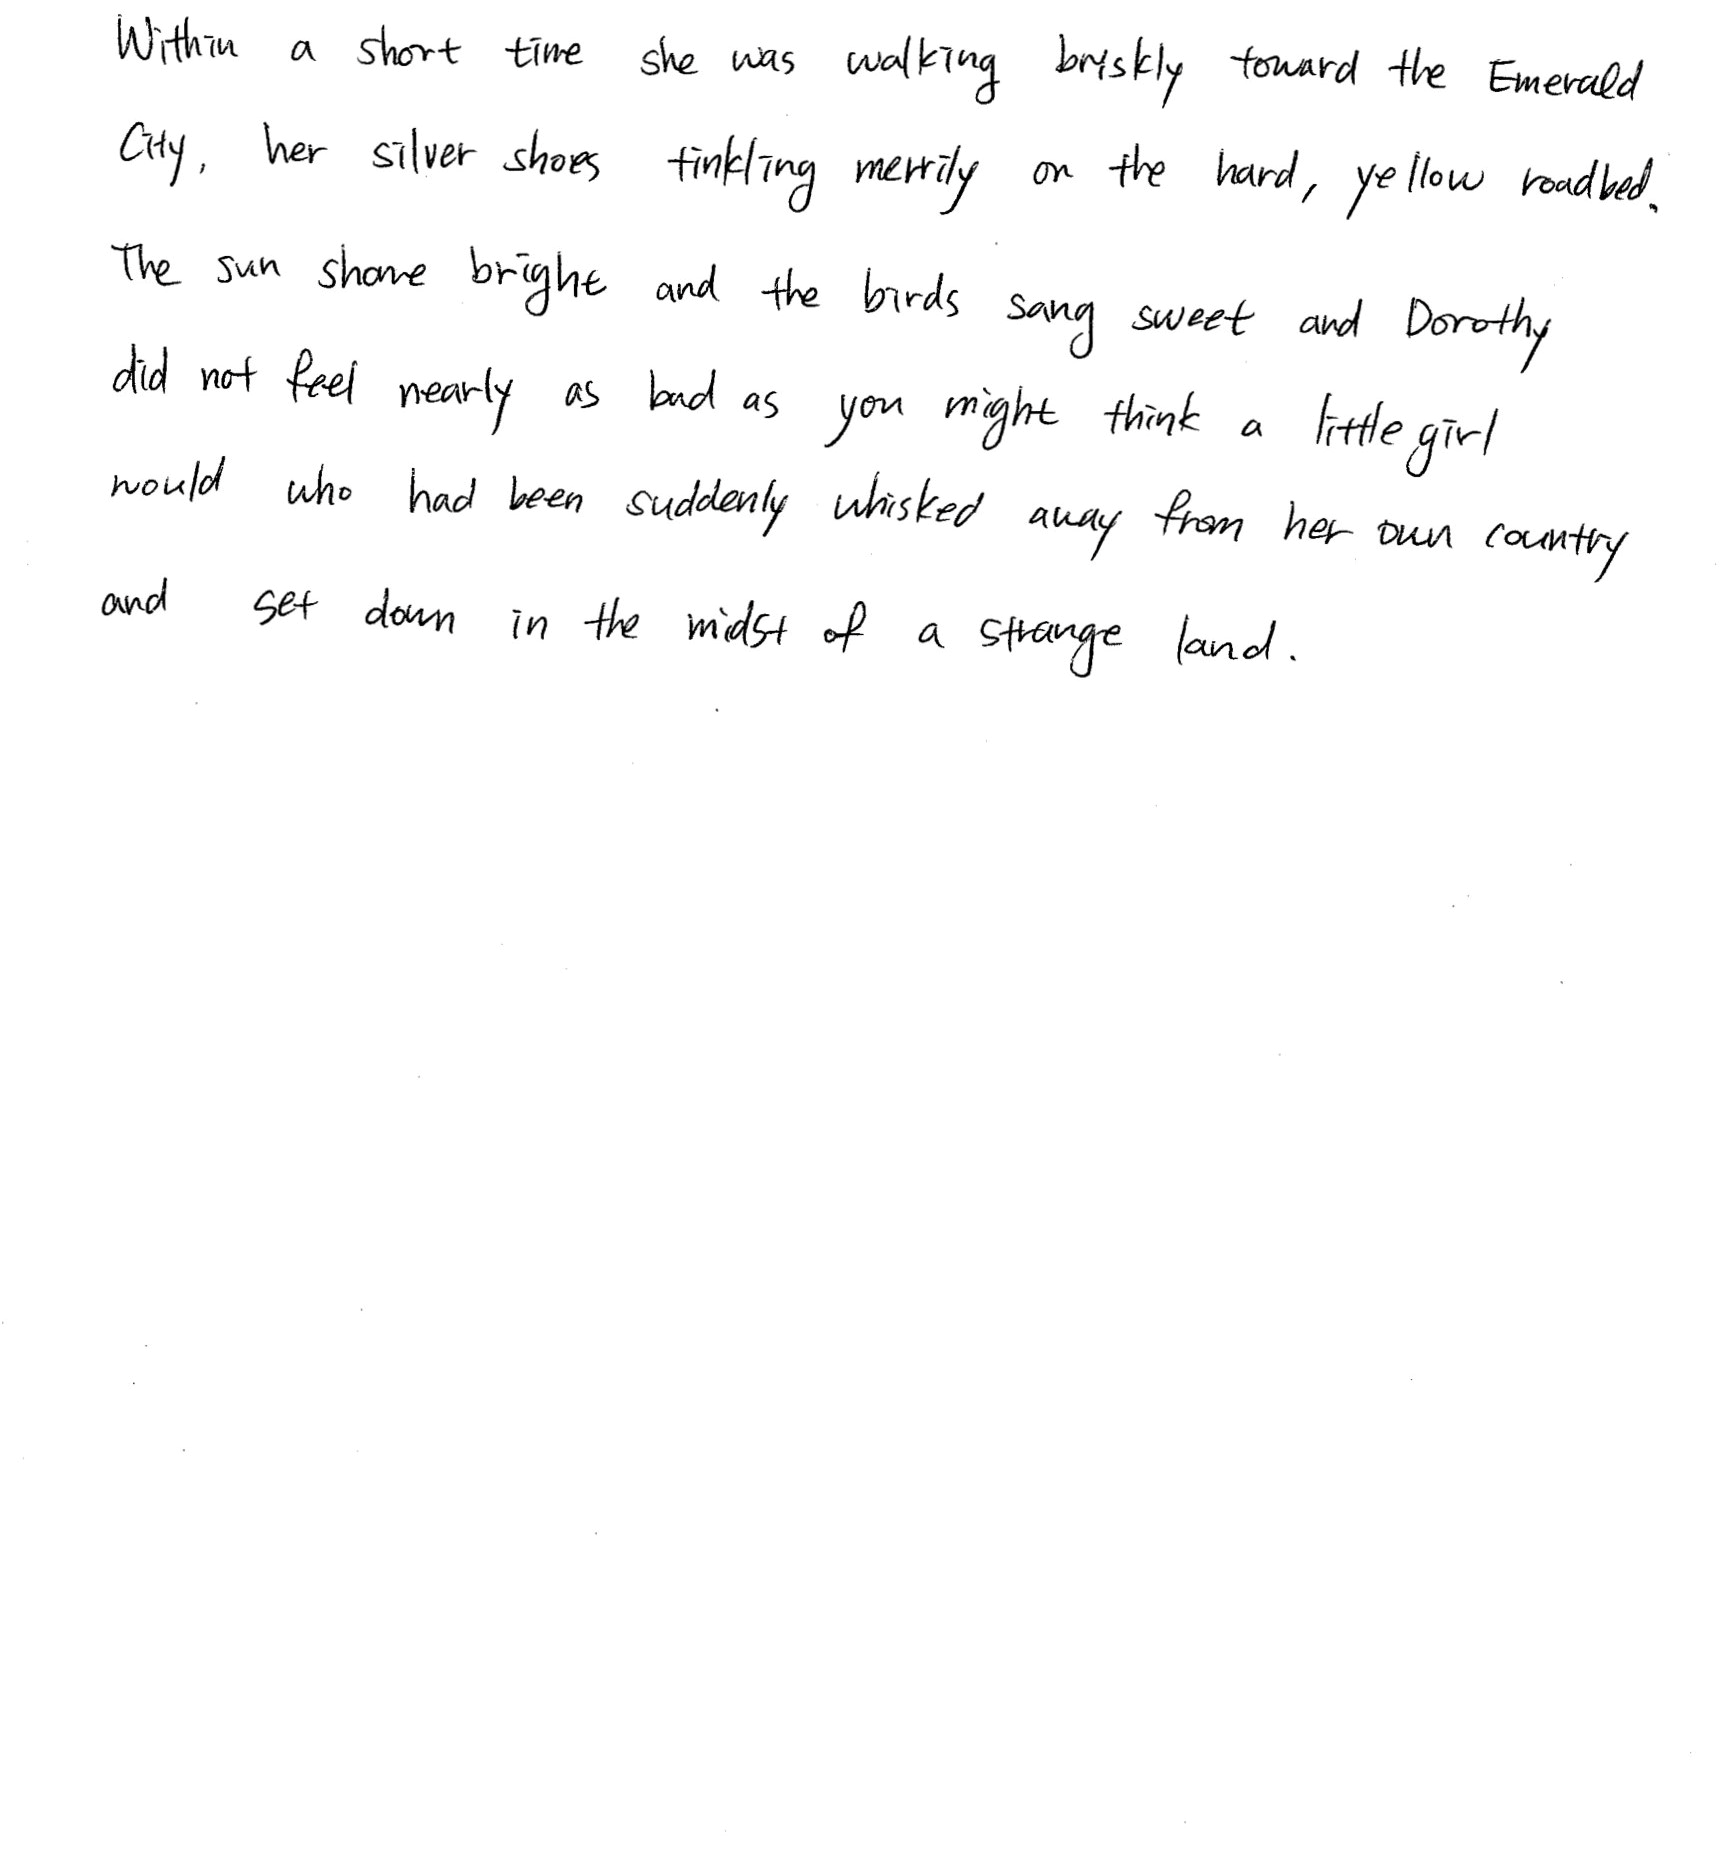 Within a short time she was walking briskly toward the Emerald
City, her silver shoes tinkling merrily on the hard, yellow roadbed.
The sun shone bright and the birds sang sweet and Dorothy
did not feel nearly as bad as you might think a little girl
would who had been suddenly whisked away from her own country
and set down in the midst of a strange land.